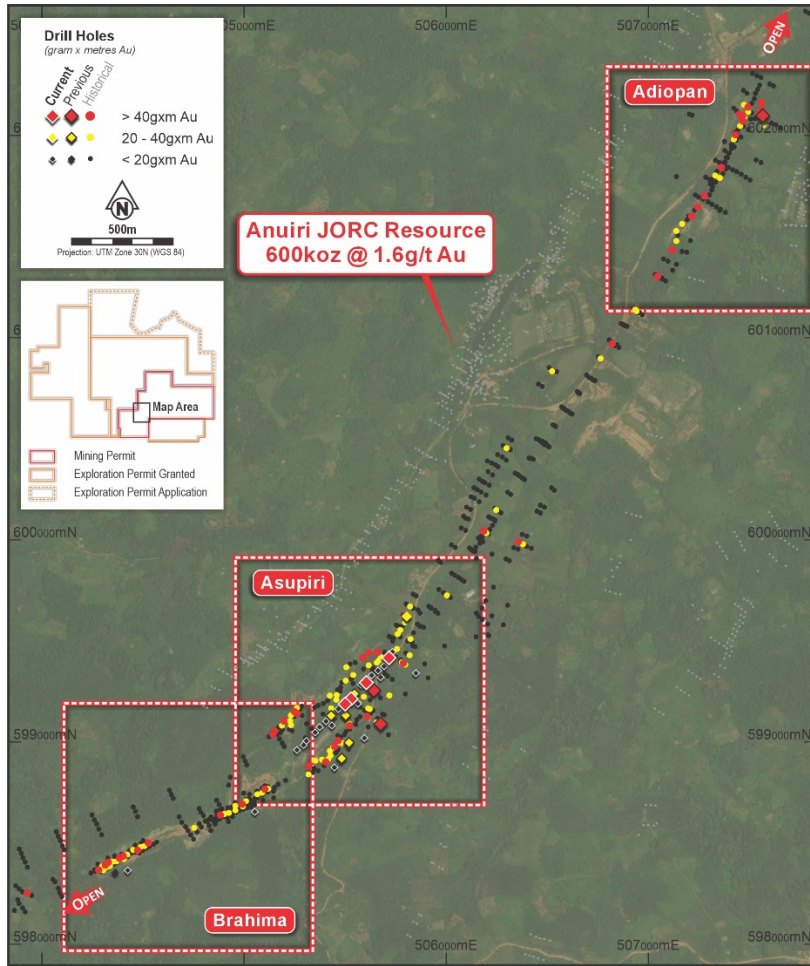 505000mE
506000mE
507000mE
Drill Holes
(gram x metres Au)
Current
Previous
Historical
> 40gxm Au
20 - 40gxm Au
< 20gxm Au
N
500m
Projection: UTM Zone 30N (WGS 84)
Map Area
Mining Permit
Exploration Permit Granted
Exploration Permit Application
OPEN
Adiopan
602000mN
Anuiri JORC Resource
600koz @ 1.6g/t Au
601000mN
600000mN
600000mN
Asupiri
599000mN
599000mN
OPEN
Brahima
598000mN
598000mN
506000mE
507000mE